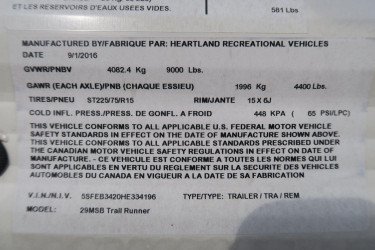 ET LES RESERVOIRS D'EAUX USEES VIDES.
581 Lbs
MANUFACTURED BY/FABRIQUE PAR: HEARTLAND RECREATIONAL VEHICLES
DATE 9/1/2016
GVWR/PNBV 4082.4 Kg 9000 Lbs.
GAWR (EACH AXLE)/PNB (CHAQUE ESSIEU) 1996 Kg 4400 Lbs.
TIRES/PNEU ST225/75/R15 RIM/JANTE 15 X 6J
COLD INFL. PRESS./PRESS. DE GONFL. A FROID 448 KPA ( 65 PSI/LPC)
THIS VEHICLE CONFORMS TO ALL APPLICABLE U.S. FEDERAL MOTOR VEHICLE
SAFETY STANDARDS IN EFFECT ON THE DATE OF MANUFACTURE SHOWN ABOVE.
THIS VEHICLE CONFORMS TO ALL APPLICABLE STANDARDS PRESCRIBED UNDER
THE CANADIAN MOTOR VEHICLE SAFETY REGULATIONS IN EFFECT ON THE DATE OF
MANUFACTURE. - CE VEHICULE EST CONFORME A TOUTES LES NORMES QUI LUI
SONT APPLICABLES EN VERTU DU REGLEMENT SUR LA SECURITE DES VEHICULES
AUTOMOBILES DU CANADA EN VIGUEUR A LA DATE DE SA FABRICATION
V.I.N./N.I.V. 5SFEB3420HE334196 TYPE/TYPE: TRAILER / TRA / REM
MODEL: 29MSB Trail Runner